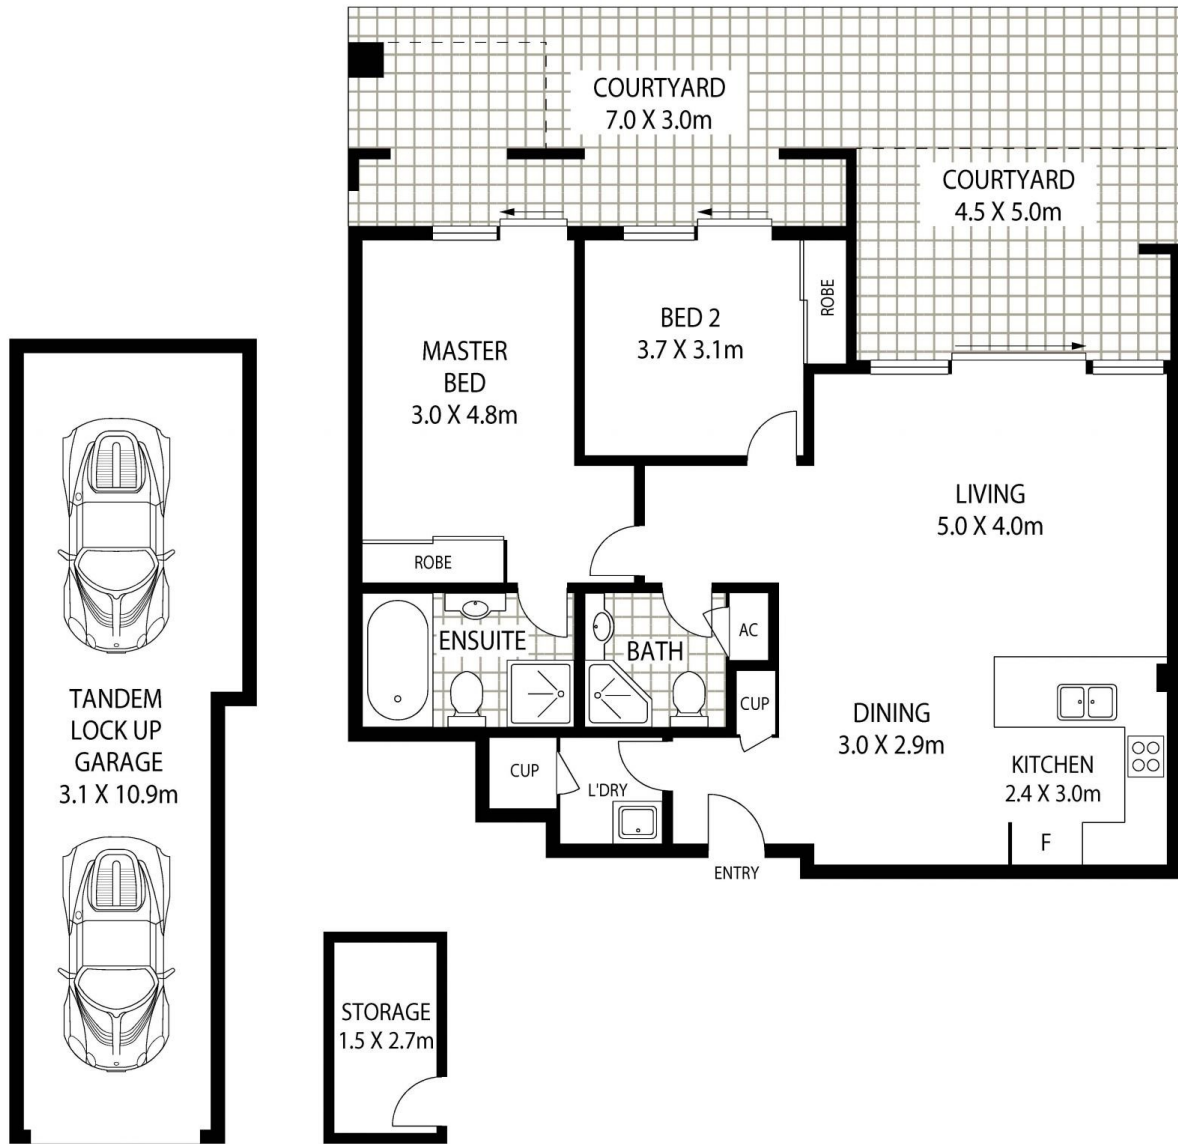 COURTYARD
7.0 X 3.0m
COURTYARD
4.5 X 5.0m
MASTER
BED
3.0 X 4.8m
BED 2
3.7 X 3.1m
ROBE
LIVING
5.0 X 4.0m
ROBE
ENSUITE
BATH
AC
CUP
DINING
3.0 X 2.9m
KITCHEN
2.4 X 3.0m
F
CUP
L'DRY
ENTRY
TANDEM
LOCK UP
GARAGE
3.1 X 10.9m
STORAGE
1.5 X 2.7m